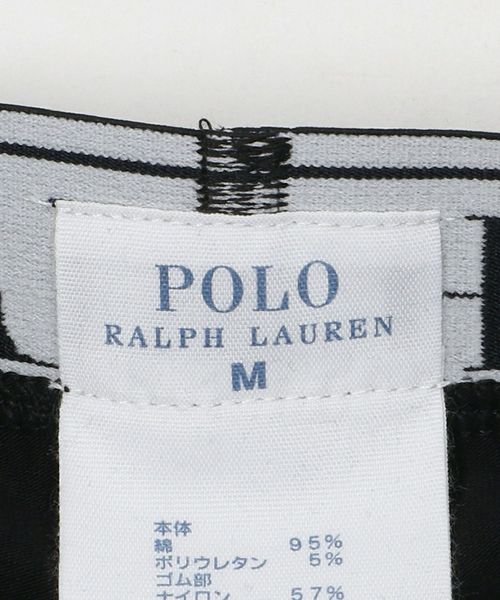 POLO
RALPH LAUREN
M
本体
綿 95%
ポリウレタン 5%
ゴム部
ナイロン 57%